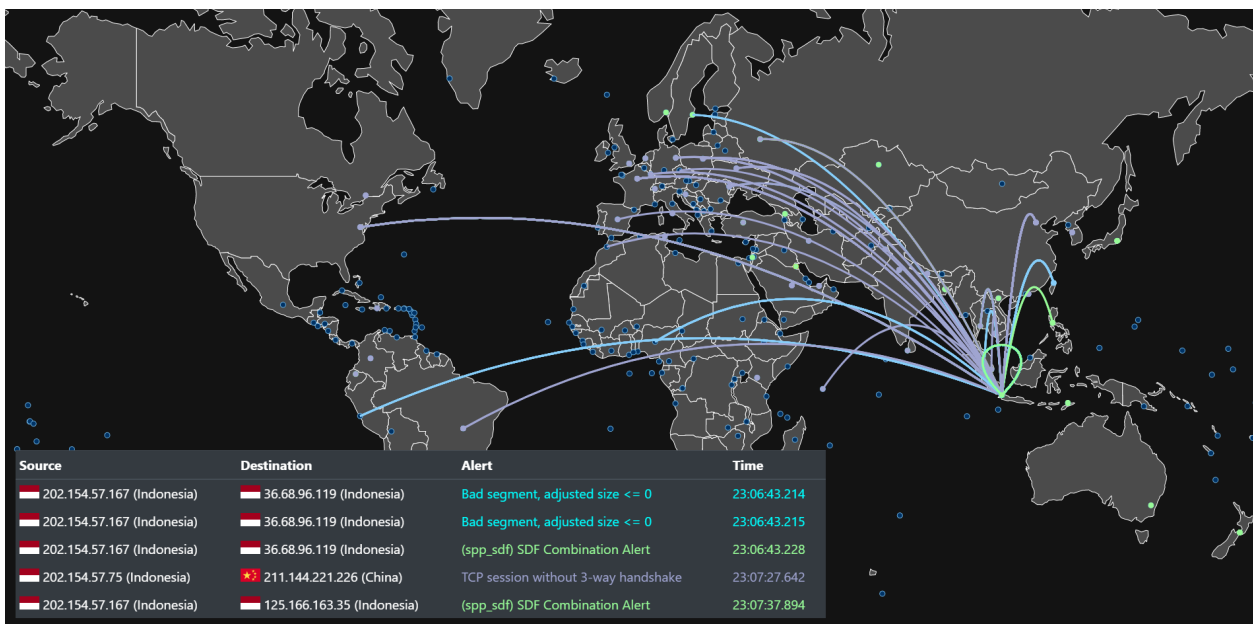 Source Destination Alert Time
202.154.57.167 (Indonesia) 36.68.96.119 (Indonesia) Bad segment, adjusted size <= 0 23:06:43.214
202.154.57.167 (Indonesia) 36.68.96.119 (Indonesia) Bad segment, adjusted size <= 0 23:06:43.215
202.154.57.167 (Indonesia) 36.68.96.119 (Indonesia) (spp_sdf) SDF Combination Alert 23:06:43.228
202.154.57.75 (Indonesia) 211.144.221.226 (China) TCP session without 3-way handshake 23:07:27.642
202.154.57.167 (Indonesia) 125.166.163.35 (Indonesia) (spp_sdf) SDF Combination Alert 23:07:37.894